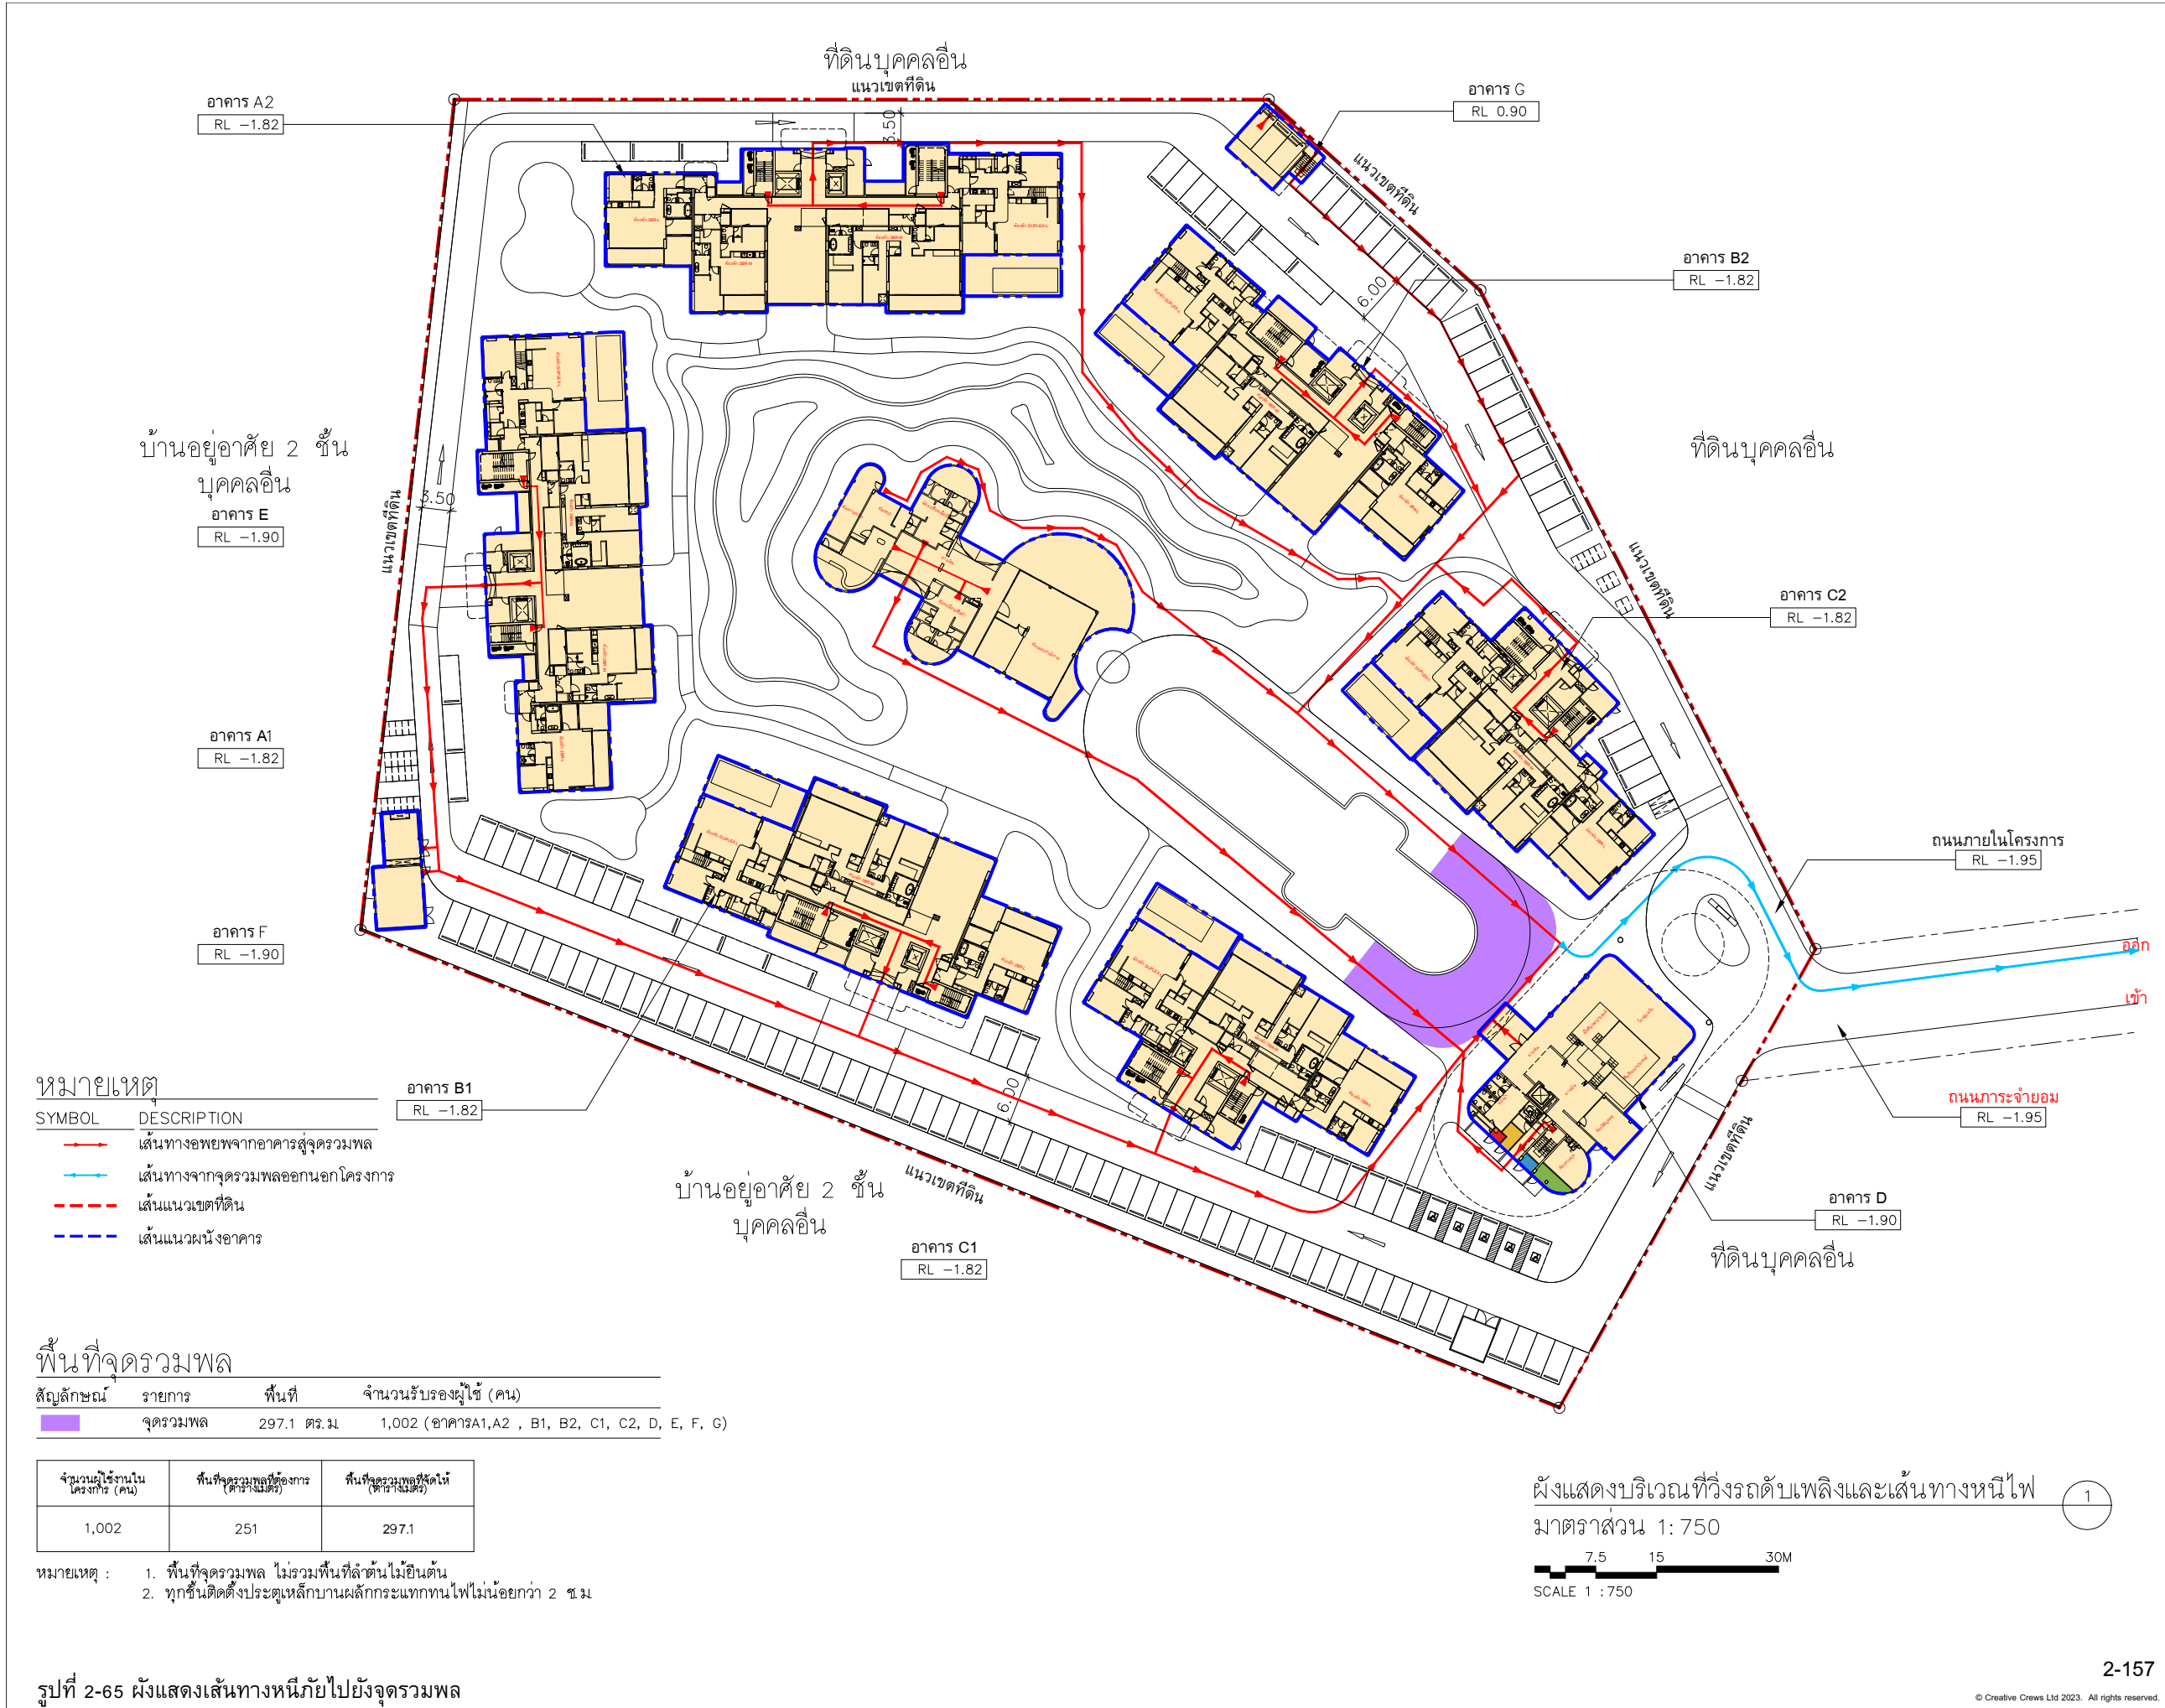 ที่ดินบุคคลอื่น
แนวเขตที่ดิน
อาคาร A2
RL -1.82
3.50
อาคาร G
RL 0.90
แนวเขตที่ดิน
อาคาร B2
RL -1.82
6.00
ที่ดินบุคคลอื่น
บ้านอยู่อาศัย 2 ชั้น
บุคคลอื่น
3.50
แนวเขตที่ดิน
อาคาร E
RL -1.90
แนวเขตที่ดิน
อาคาร C2
RL -1.82
อาคาร A1
RL -1.82
ถนนภายในโครงการ
RL -1.95
อาคาร F
RL -1.90
ออก
เข้า
ถนนภาระจำยอม
RL -1.95
อาคาร B1
RL -1.82
6.00
แนวเขตที่ดิน
บ้านอยู่อาศัย 2 ชั้น
บุคคลอื่น
แนวเขตที่ดิน
อาคาร D
RL -1.90
ที่ดินบุคคลอื่น
อาคาร C1
RL -1.82
หมายเหตุ
SYMBOL DESCRIPTION
เส้นทางอพยพจากอาคารสู่จุดรวมพล
เส้นทางจากจุดรวมพลออกนอกโครงการ
เส้นแนวเขตที่ดิน
เส้นแนวผนังอาคาร
พื้นที่จุดรวมพล
สัญลักษณ์ รายการ พื้นที่ จำนวนรับรองผู้ใช้ (คน)
จุดรวมพล 297.1 ตร.ม. 1,002 (อาคารA1,A2 , B1, B2, C1, C2, D, E, F, G)
จำนวนผู้ใช้งานใน
โครงการ (คน)
พื้นที่จุดรวมพลที่ต้องการ
(ตารางเมตร)
พื้นที่จุดรวมพลที่จัดให้
(ตารางเมตร)
1,002 251 297.1
หมายเหตุ : 1. พื้นที่จุดรวมพล ไม่รวมพื้นที่ลำต้นไม้ยืนต้น
2. ทุกชั้นติดตั้งประตูเหล็กบานผลักกระแทกทนไฟไม่น้อยกว่า 2 ช.ม.
ผังแสดงบริเวณที่วิ่งรถดับเพลิงและเส้นทางหนีไฟ
1
มาตราส่วน 1:750
7.5 15 30M
SCALE 1 :750
รูปที่ 2-65 ผังแสดงเส้นทางหนีภัยไปยังจุดรวมพล
2-157
© Creative Crews Ltd 2023. All rights reserved.